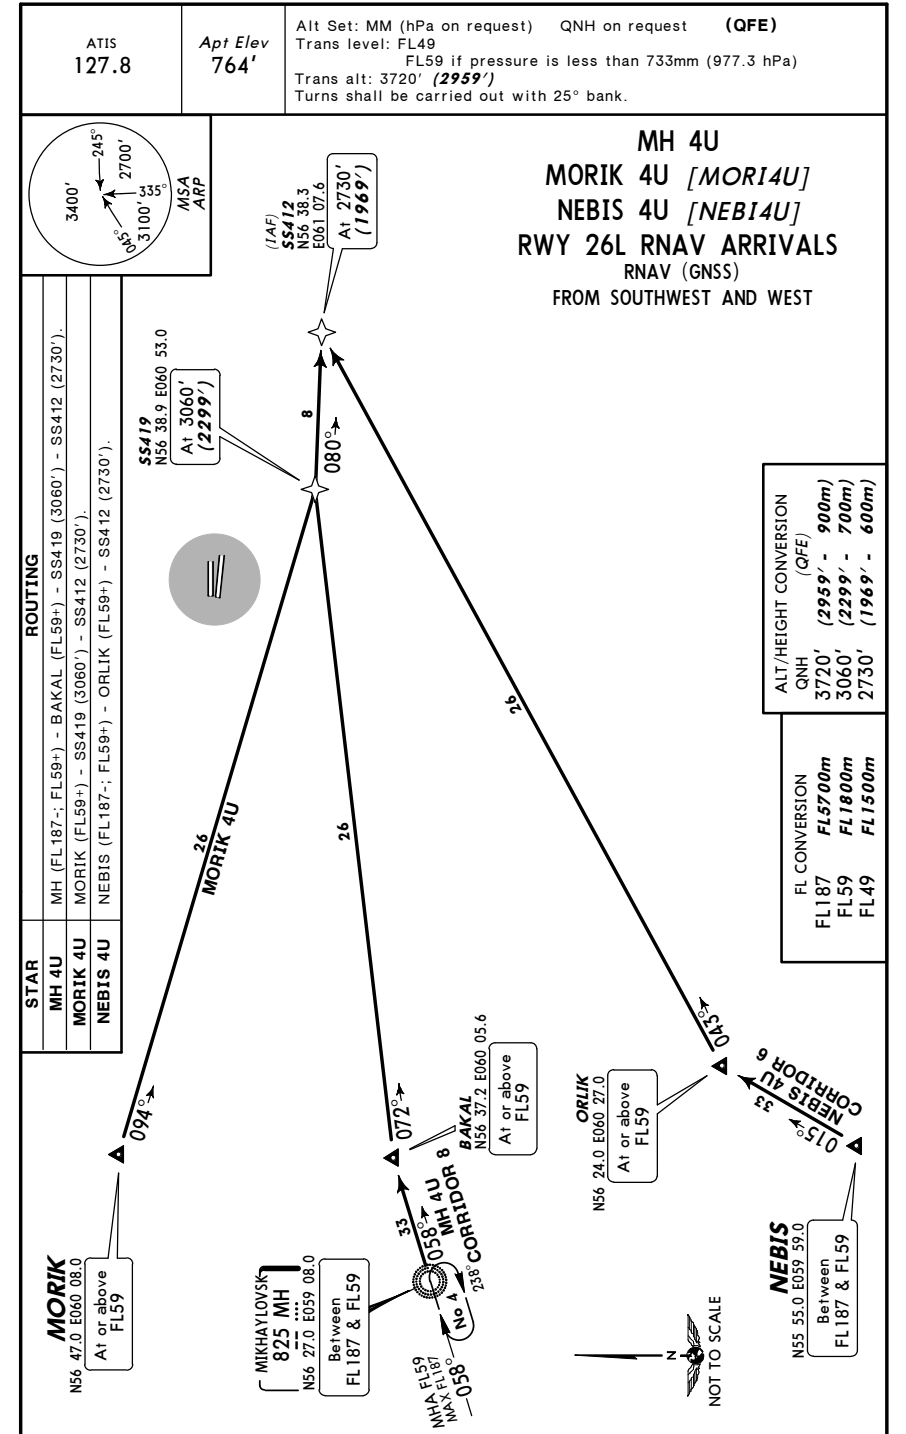 ATIS
127.8
Apt Elev
764'
Alt Set: MM (hPa on request) QNH on request (QFE)
Trans level: FL49
FL59 if pressure is less than 733mm (977.3 hPa)
Trans alt: 3720' (2959')
Turns shall be carried out with 25° bank.
MH 4U
MORIK 4U [MORI4U]
NEBIS 4U [NEBI4U]
RWY 26L RNAV ARRIVALS
RNAV (GNSS)
FROM SOUTHWEST AND WEST
3400'
2700'
3100'
245°
335°
045°
MSA
ARP
STAR ROUTING
MH 4U MH (FL187-; FL59+) - BAKAL (FL59+) - SS419 (3060') - SS412 (2730').
MORIK 4U MORIK (FL59+) - SS419 (3060') - SS412 (2730').
NEBIS 4U NEBIS (FL187-; FL59+) - ORLIK (FL59+) - SS412 (2730').
(IAF)
SS412
N56 38.3
E061 07.6
At 2730'
(1969')
SS419
N56 38.9 E060 53.0
At 3060'
(2299')
8
080°
26
MORIK 4U
26
26
094°
072°
043°
ALT/HEIGHT CONVERSION
QNH (QFE)
3720' (2959' - 900m)
3060' (2299' - 700m)
2730' (1969' - 600m)
FL CONVERSION
FL187 FL5700m
FL59 FL1800m
FL49 FL1500m
MORIK
N56 47.0 E060 08.0
At or above
FL59
BAKAL
N56 37.2 E060 05.6
At or above
FL59
ORLIK
N56 24.0 E060 27.0
At or above
FL59
NEBIS 4U
CORRIDOR 6
33
015°
NEBIS
N55 55.0 E059 59.0
Between
FL187 & FL59
33
058°
MH 4U
CORRIDOR 8
238°
No 4
MHA FL59
MAX FL187
058°
MIKHAYLOVSK
825 MH
N56 27.0 E059 08.0
Between
FL187 & FL59
N
NOT TO SCALE